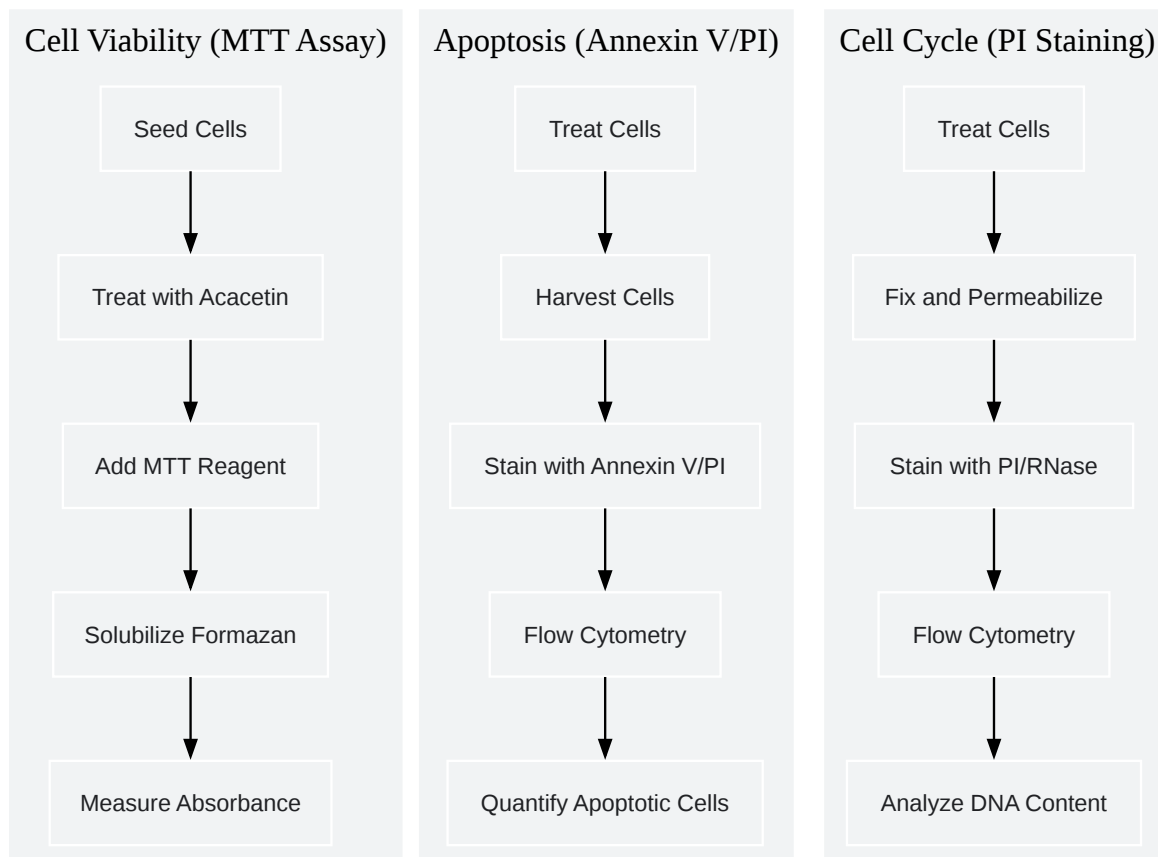 Cell Viability (MTT Assay)
Seed Cells
Treat with Acacetin
Add MTT Reagent
Solubilize Formazan
Measure Absorbance
Apoptosis (Annexin V/PI)
Treat Cells
Harvest Cells
Stain with Annexin V/PI
Flow Cytometry
Quantify Apoptotic Cells
Cell Cycle (PI Staining)
Treat Cells
Fix and Permeabilize
Stain with PI/RNase
Flow Cytometry
Analyze DNA Content